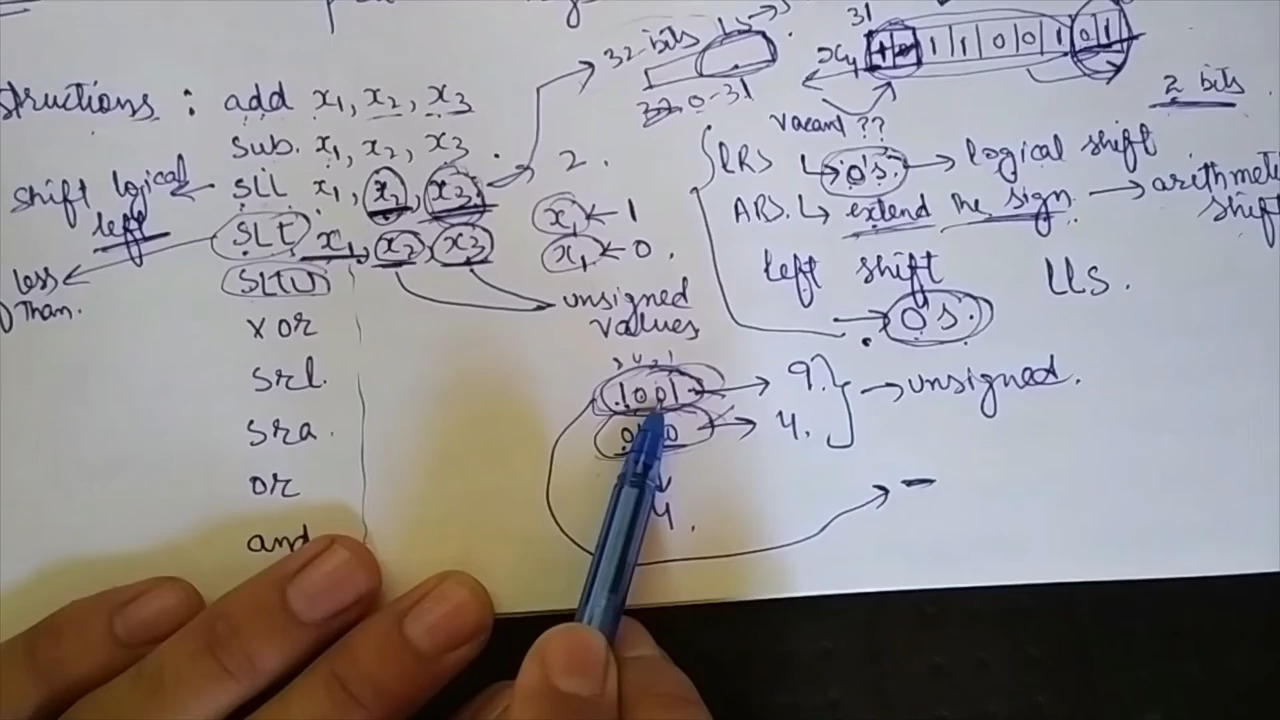 structions : add x1, x2, x3
sub. x1, x2, x3
shift logical left
sll x1, x2, x3
2.
slt x1, x2, x3
less
Than.
sltu
xor
srl.
sra.
or
and
x1 ← 1
x1 ← 0.
unsigned
values
32-bits
0-31
31
x4
1 1 0 0 1 0 1
2 bits
vacant ??
LRS ↳ 0's. → logical shift
ARS. ↳ extend the sign → arithmetic shift
left shift LLS.
→ 0's.
1001 → 9.
→ 4.
→ unsigned.
4.
→ -